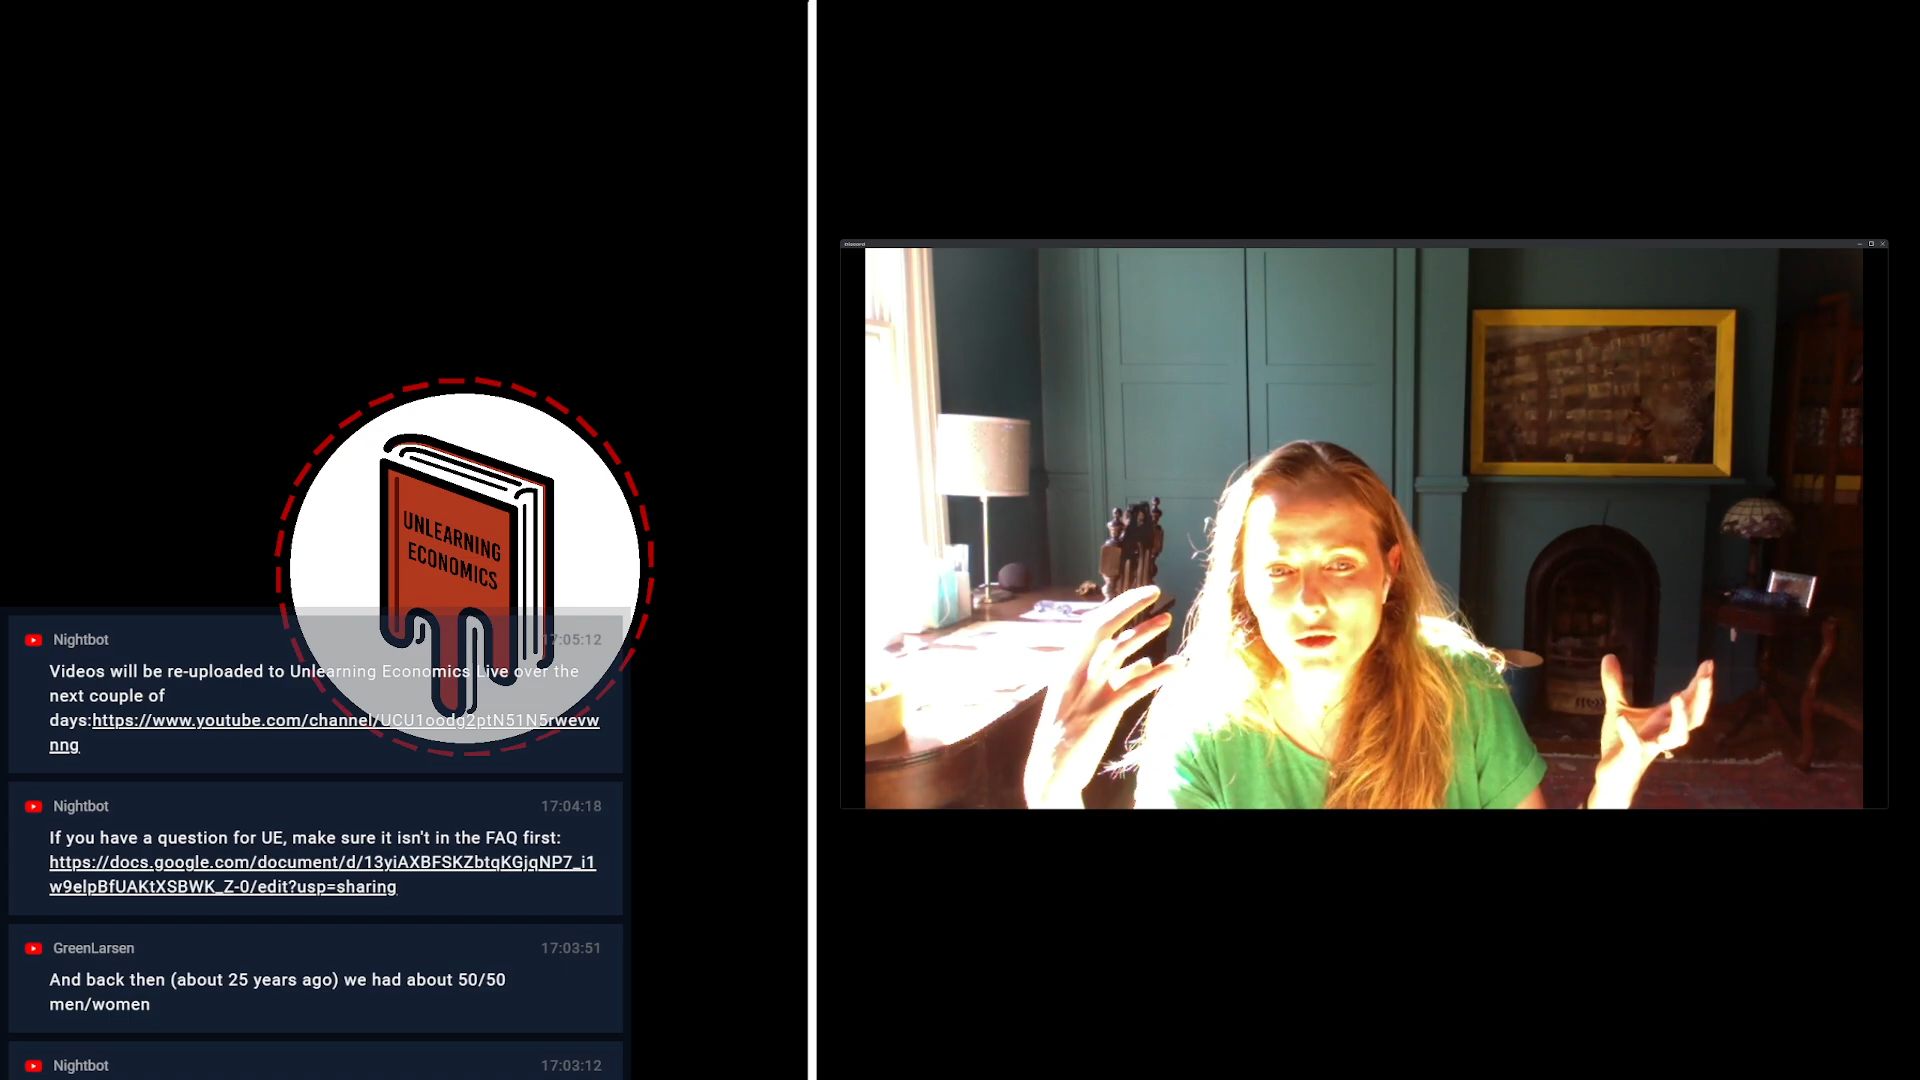 UNLEARNING
ECONOMICS
Nightbot 17:05:12
Videos will be re-uploaded to Unlearning Economics Live over the
next couple of
days:https://www.youtube.com/channel/UCU1oodg2ptN51N5rwevw
nng
Nightbot 17:04:18
If you have a question for UE, make sure it isn't in the FAQ first:
https://docs.google.com/document/d/13yiAXBFSKZbtqKGjqNP7_i1
w9elpBfUAKtXSBWK_Z-0/edit?usp=sharing
GreenLarsen 17:03:51
And back then (about 25 years ago) we had about 50/50
men/women
Nightbot 17:03:12
Discord